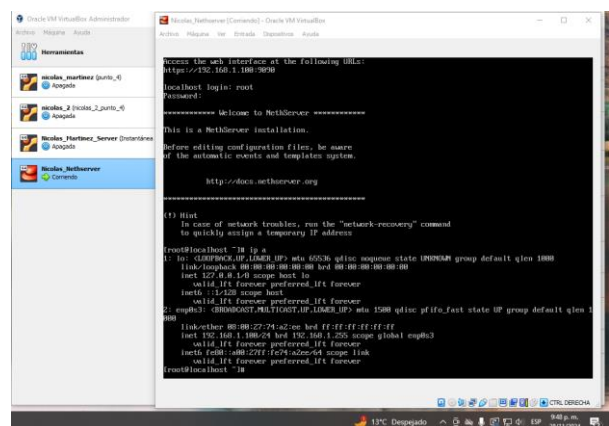 Oracle VM VirtualBox Administrador
Archivo Máquina Ayuda
Herramientas
nicolas_martinez (punto_4)
Apagada
nicolas_2 (nicolas_2_punto_4)
Apagada
Nicolas_Martinez_Server (Instantánea
Apagada
Nicolas_Nethserver
Corriendo
Nicolas_Nethserver [Corriendo] - Oracle VM VirtualBox
Archivo Máquina Ver Entrada Dispositivos Ayuda
Access the web interface at the following URLs:
https://192.168.1.100:9090
localhost login: root
Password:
************ Welcome to NethServer ************
This is a NethServer installation.
Before editing configuration files, be aware
of the automatic events and templates system.
http://docs.nethserver.org
(!) Hint
In case of network troubles, run the "network-recovery" command
to quickly assign a temporary IP address
[root@localhost ~]# ip a
1: lo: <LOOPBACK,UP,LOWER_UP> mtu 65536 qdisc noqueue state UNKNOWN group default qlen 1000
link/loopback 00:00:00:00:00:00 brd 00:00:00:00:00:00
inet 127.0.0.1/8 scope host lo
valid_lft forever preferred_lft forever
inet6 ::1/128 scope host
valid_lft forever preferred_lft forever
2: enp0s3: <BROADCAST,MULTICAST,UP,LOWER_UP> mtu 1500 qdisc pfifo_fast state UP group default qlen 1
000
link/ether 08:00:27:74:a2:ee brd ff:ff:ff:ff:ff:ff
inet 192.168.1.100/24 brd 192.168.1.255 scope global enp0s3
valid_lft forever preferred_lft forever
inet6 fe80::a00:27ff:fe74:a2ee/64 scope link
valid_lft forever preferred_lft forever
[root@localhost ~]#
CTRL DERECHA
13°C Despejado
ESP
9:48 p. m.